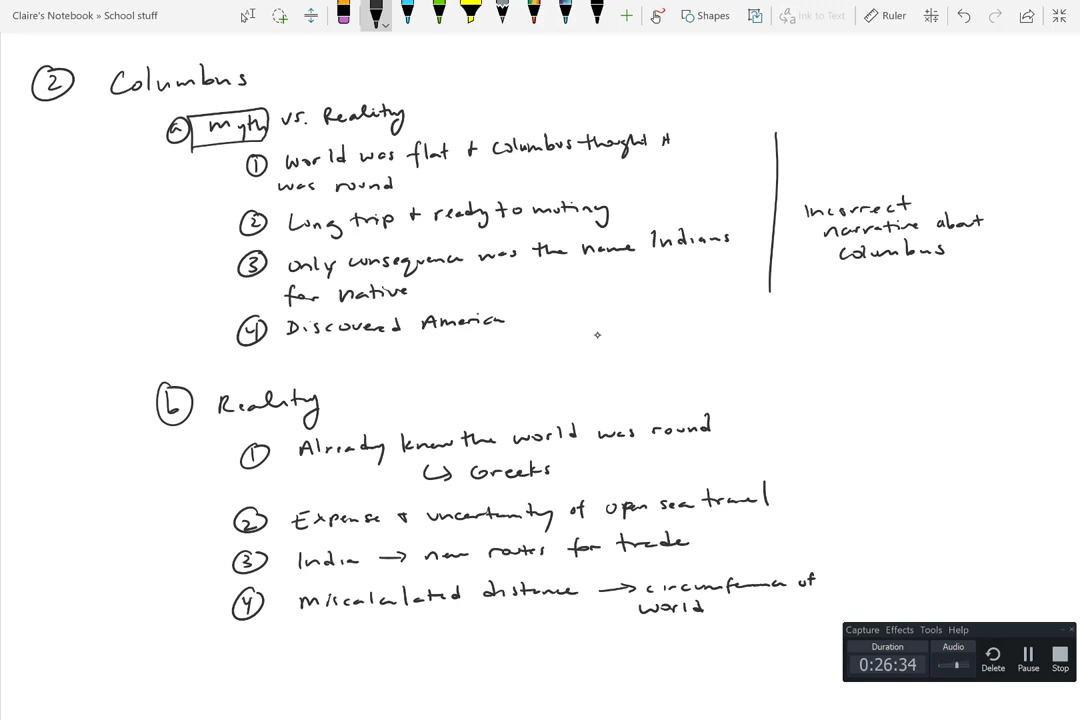 Claire's Notebook » School stuff
Shapes
Ink to Text
Ruler
② Columbus
ⓐ Myth vs. Reality
① World was flat + Columbus thought it
was round
② Long trip + ready to mutiny
③ only consequence was the name Indians
for native
④ Discovered America
Incorrect
narrative about
Columbus
ⓑ Reality
① Already knew the world was round
↳ Greeks
② Expense & uncertainty of open sea travel
③ India → new routes for trade
④ Miscalculated distance → circumference of
world
Capture Effects Tools Help
Duration Audio
0:26:34
Delete Pause Stop